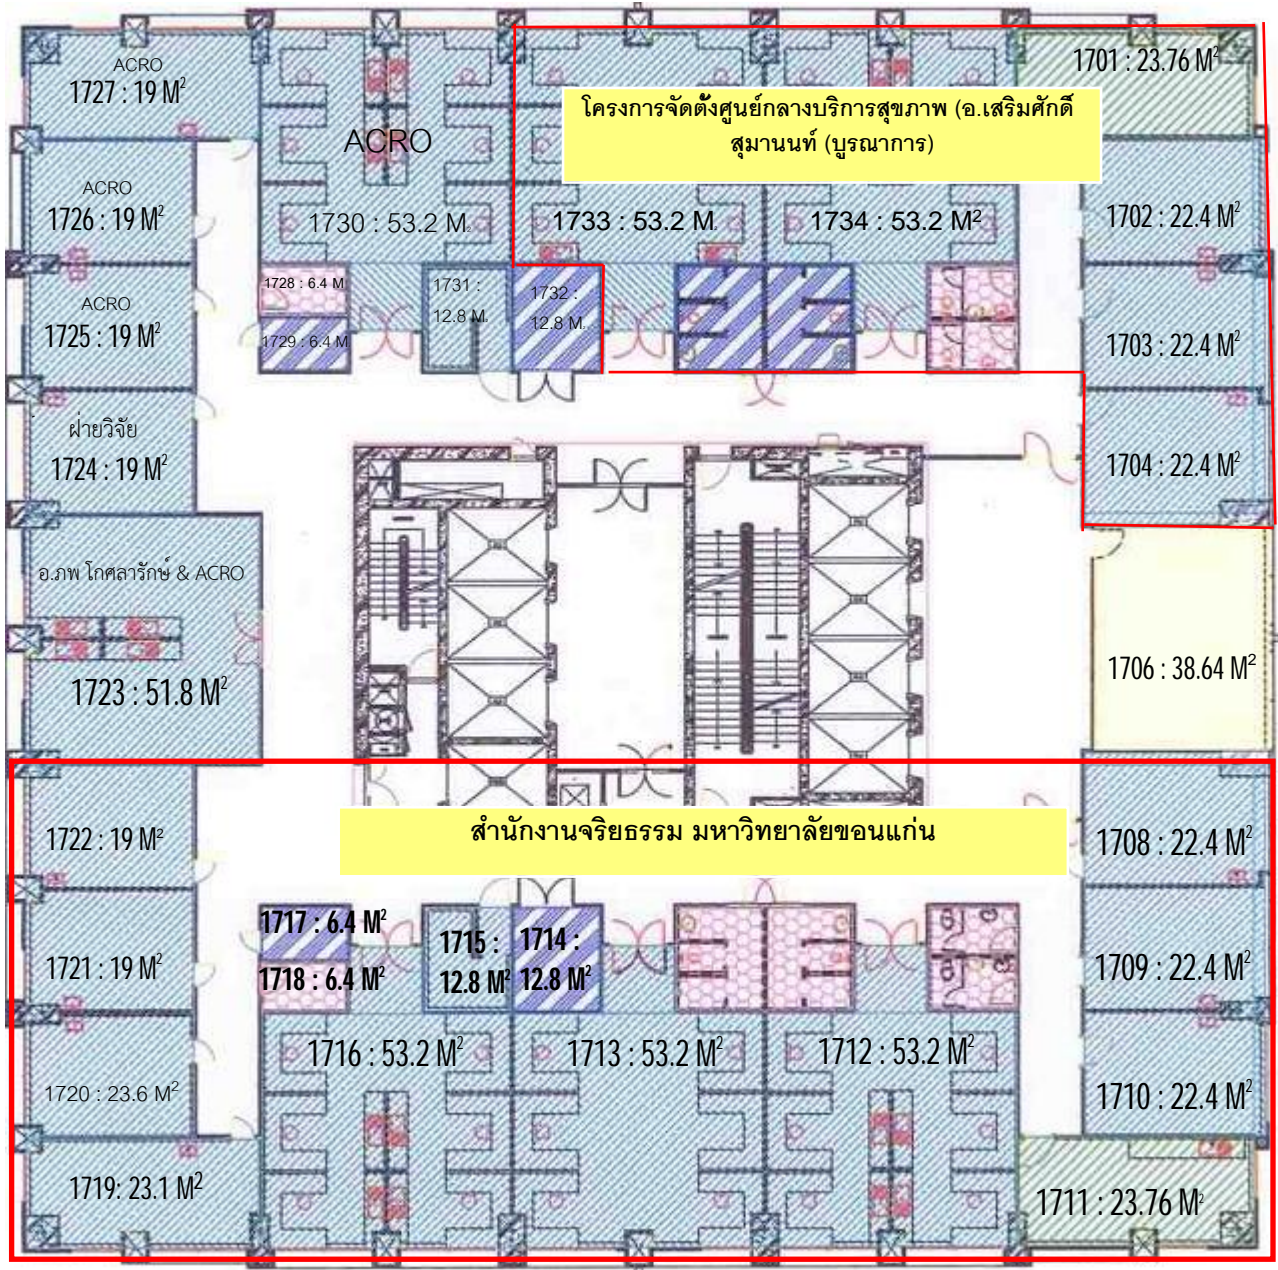 ACRO
1727 : 19 M²
1701 : 23.76 M²
โครงการจัดตั้งศูนย์กลางบริการสุขภาพ (อ.เสริมศักดิ์
สุมานนท์ (บูรณาการ)
ACRO
ACRO
1726 : 19 M²
1730 : 53.2 M²
1733 : 53.2 M
1734 : 53.2 M²
1702 : 22.4 M²
ACRO
1725 : 19 M²
1728 : 6.4 M
1729 : 6.4 M
1731 :
12.8 M
1732 :
12.8 M
1703 : 22.4 M²
ฝ่ายวิจัย
1724 : 19 M²
1704 : 22.4 M²
อ.ภพ โกศลารักษ์ & ACRO
1723 : 51.8 M²
1706 : 38.64 M²
สำนักงานจริยธรรม มหาวิทยาลัยขอนแก่น
1722 : 19 M²
1708 : 22.4 M²
1717 : 6.4 M²
1718 : 6.4 M²
1715 :
12.8 M²
1714 :
12.8 M²
1721 : 19 M²
1709 : 22.4 M²
1716 : 53.2 M²
1713 : 53.2 M²
1712 : 53.2 M²
1720 : 23.6 M²
1710 : 22.4 M²
1719: 23.1 M²
1711 : 23.76 M²